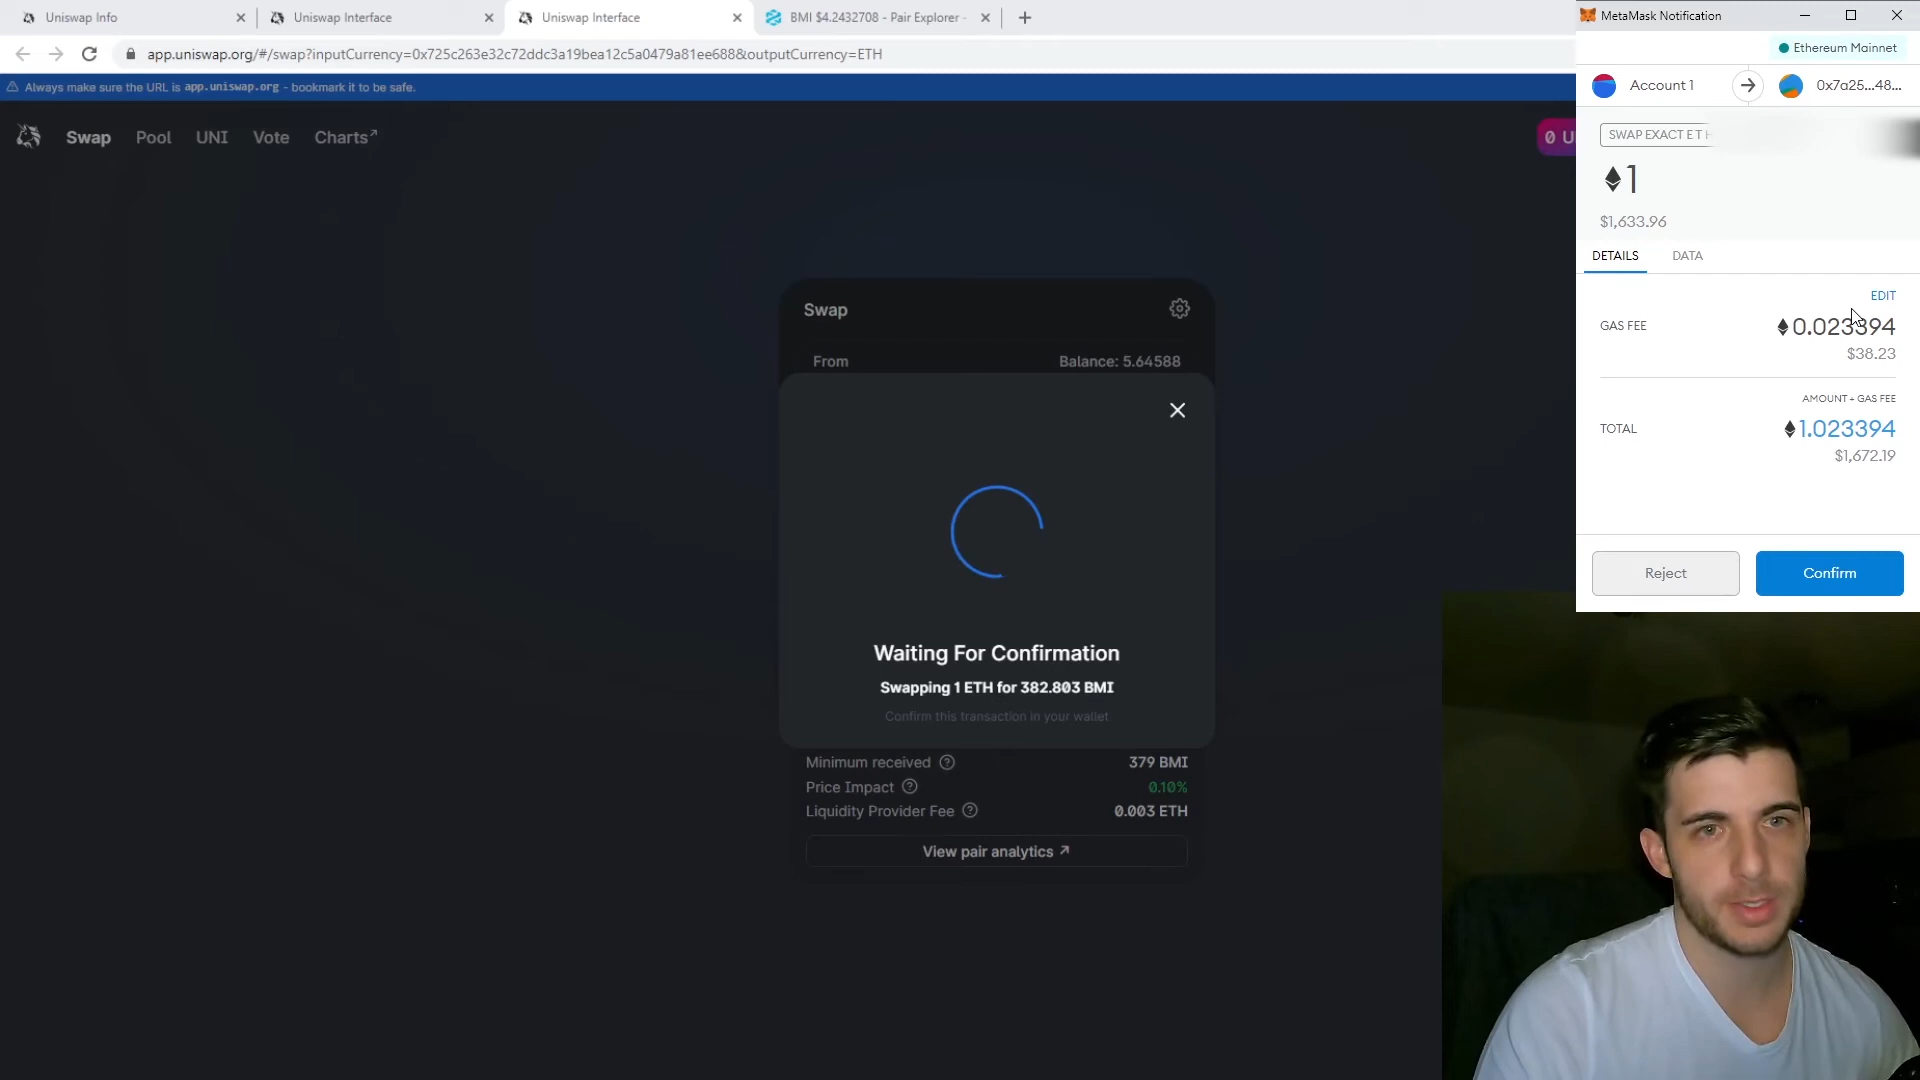 Uniswap Info
Uniswap Interface
Uniswap Interface
BMI $4.2432708 - Pair Explorer -
app.uniswap.org/#/swap?inputCurrency=0x725c263e32c72ddc3a19bea12c5a0479a81ee688&outputCurrency=ETH
Always make sure the URL is app.uniswap.org - bookmark it to be safe.
Swap
Pool
UNI
Vote
Charts
0 U
Swap
From
Balance: 5.64588
Waiting For Confirmation
Swapping 1 ETH for 382.803 BMI
Confirm this transaction in your wallet
Minimum received
379 BMI
Price Impact
0.10%
Liquidity Provider Fee
0.003 ETH
View pair analytics
MetaMask Notification
Ethereum Mainnet
Account 1
0x7a25...48...
SWAP EXACT E T H
1
$1,633.96
DETAILS
DATA
EDIT
GAS FEE
0.023394
$38.23
AMOUNT + GAS FEE
TOTAL
1.023394
$1,672.19
Reject
Confirm